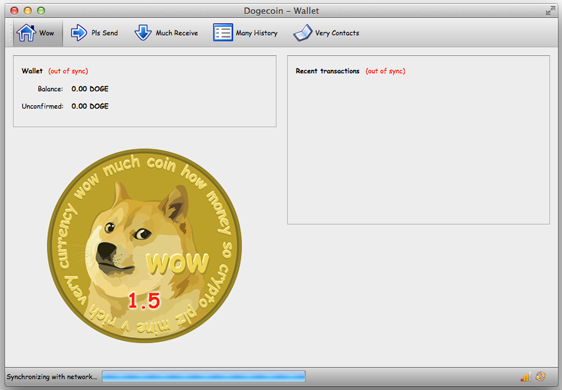 Dogecoin - Wallet
Wow
Pls Send
Much Receive
Many History
Very Contacts
Wallet (out of sync)
Balance: 0.00 DOGE
Unconfirmed: 0.00 DOGE
Recent transactions (out of sync)
very currency wow much coin how money so crypto plz mine v rich
wow
1.5
Synchronizing with network...